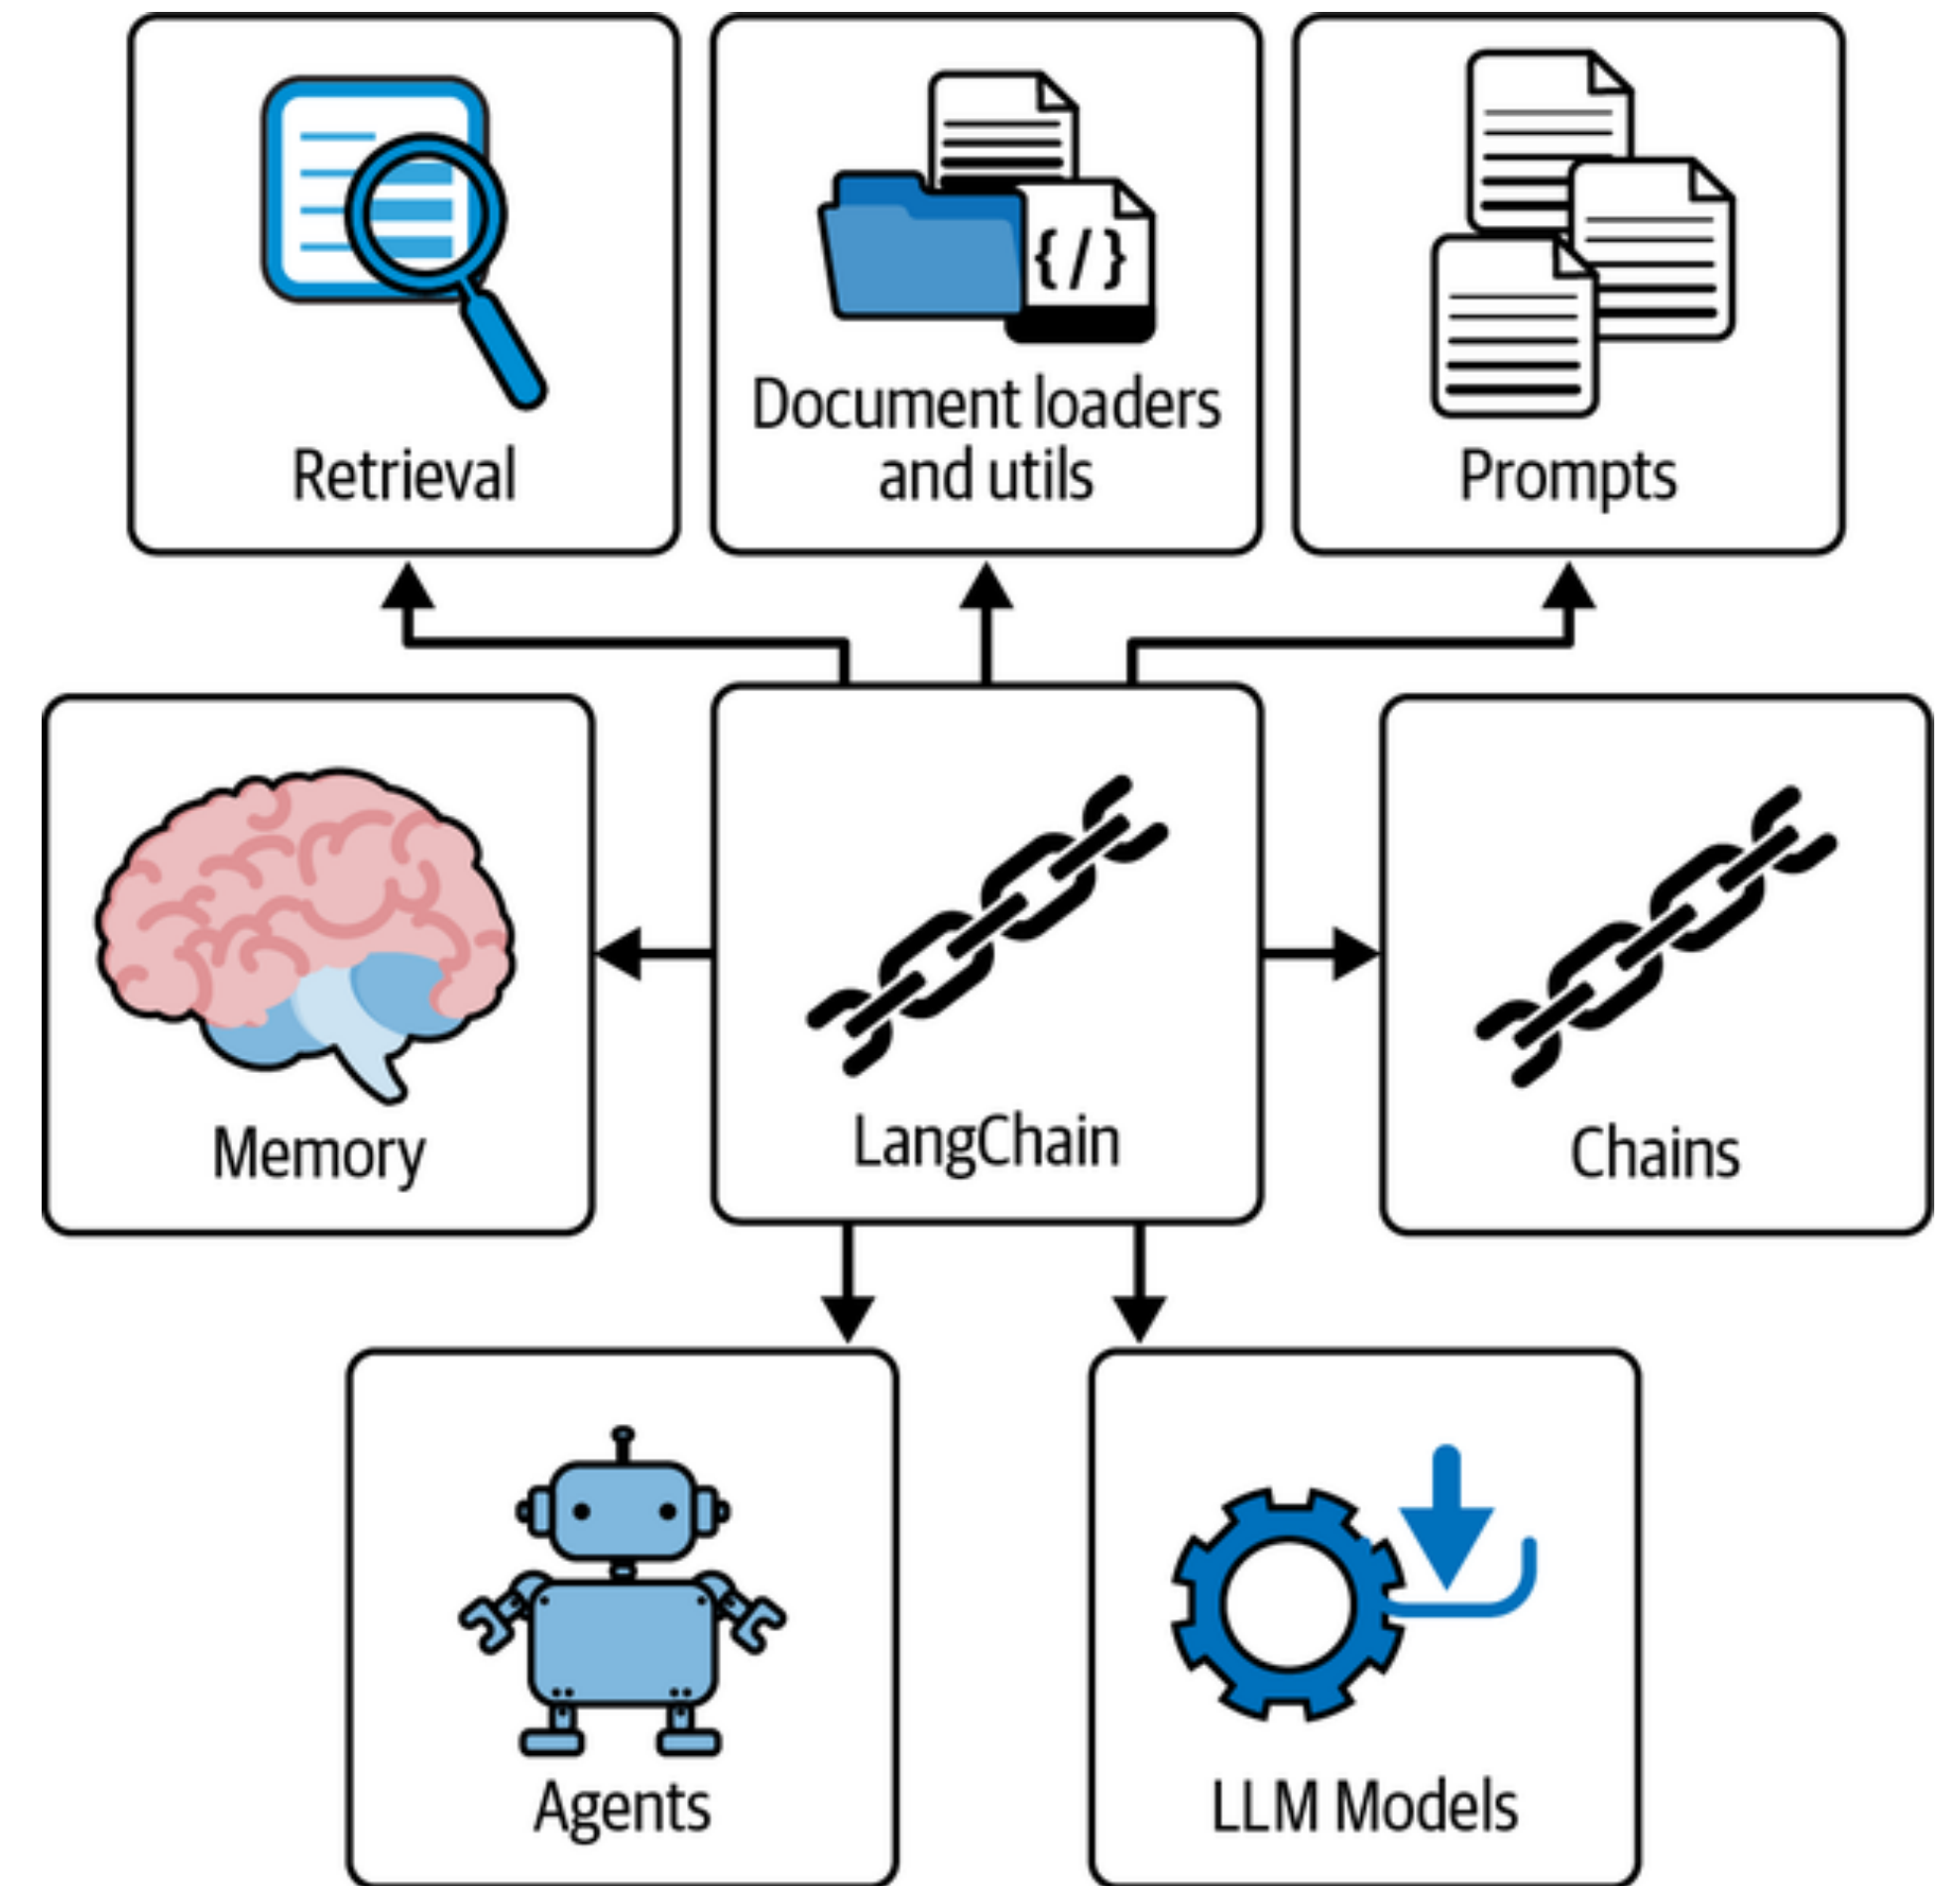 Retrieval
Document loaders
and utils
{/}
Prompts
Memory
LangChain
Chains
Agents
LLM Models